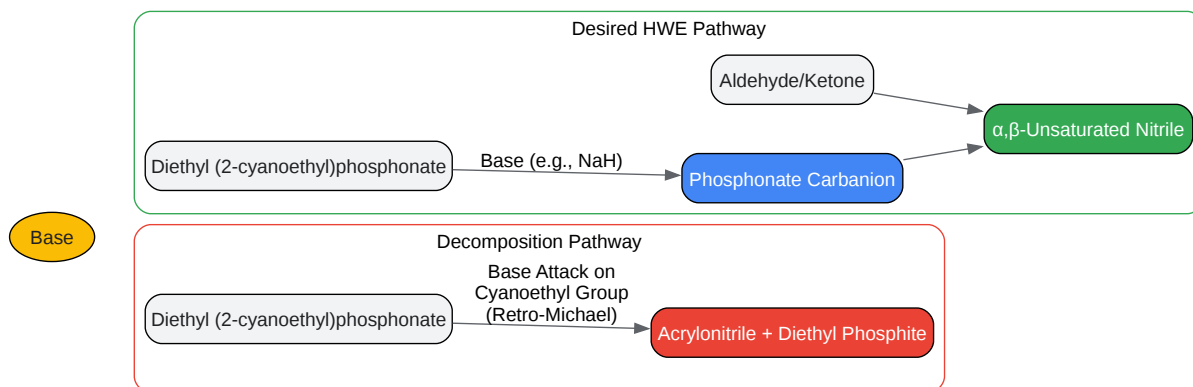 Desired HWE Pathway
Aldehyde/Ketone
α,β-Unsaturated Nitrile
Diethyl (2-cyanoethyl)phosphonate
Base (e.g., NaH)
Phosphonate Carbanion
Base
Decomposition Pathway
Base Attack on
Cyanoethyl Group
(Retro-Michael)
Diethyl (2-cyanoethyl)phosphonate
Acrylonitrile + Diethyl Phosphite